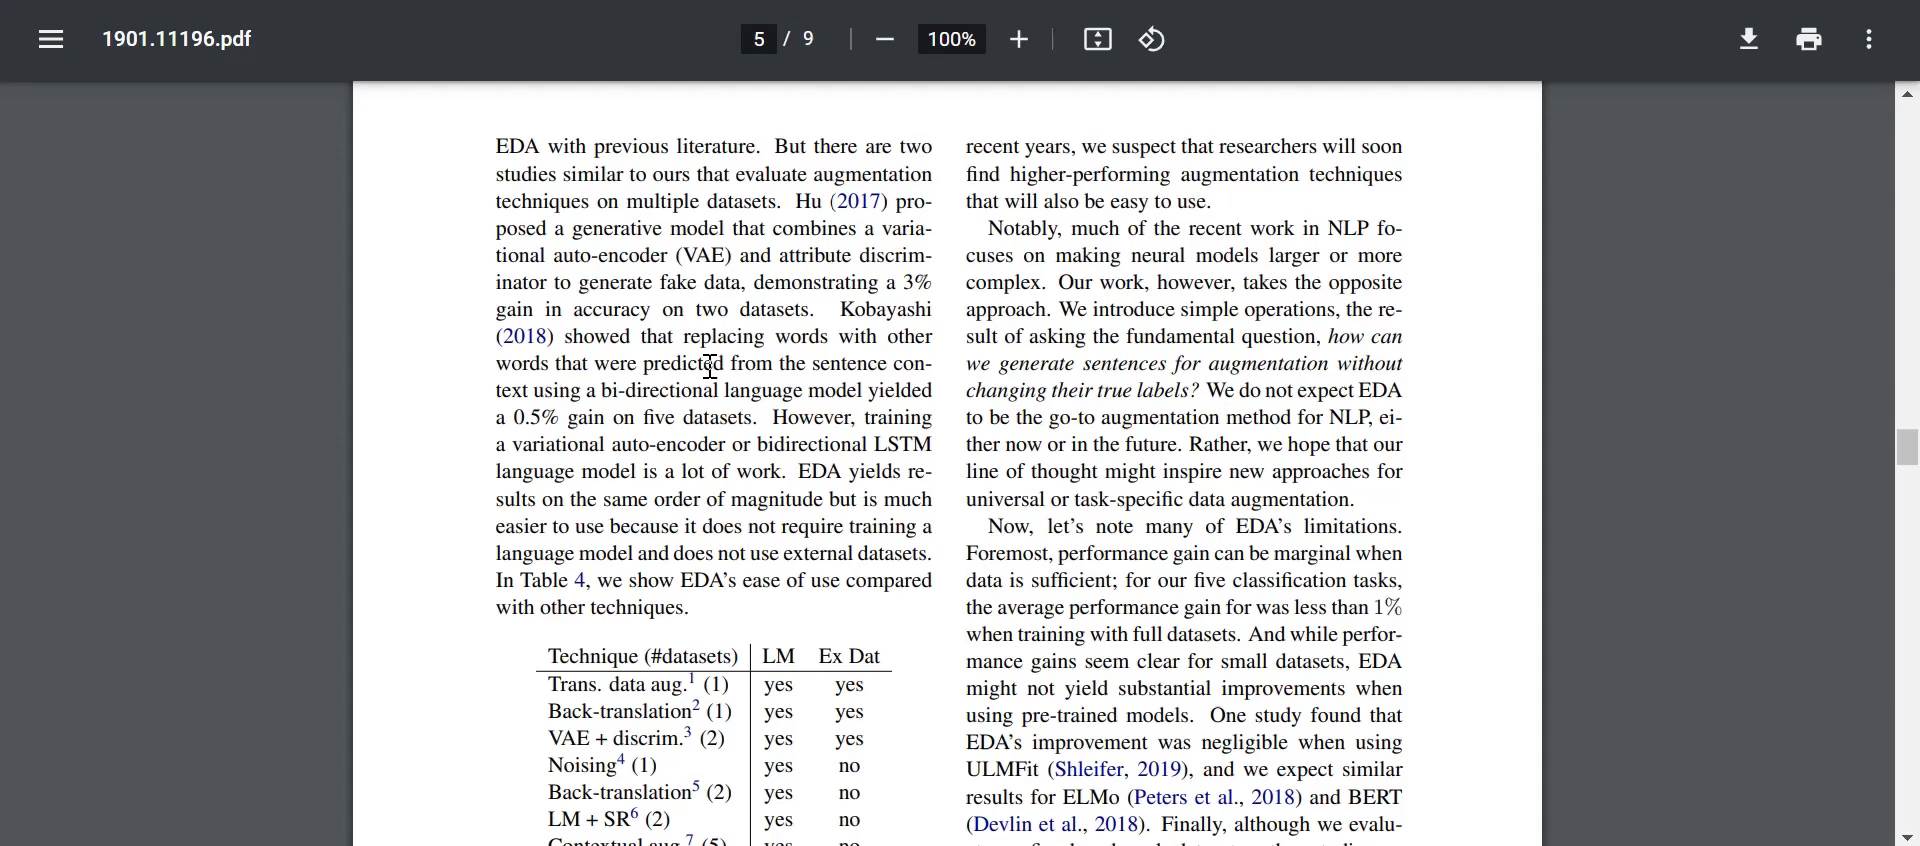 1901.11196.pdf
5 / 9
100%
EDA with previous literature. But there are two
studies similar to ours that evaluate augmentation
techniques on multiple datasets. Hu (2017) pro-
posed a generative model that combines a varia-
tional auto-encoder (VAE) and attribute discrim-
inator to generate fake data, demonstrating a 3%
gain in accuracy on two datasets. Kobayashi
(2018) showed that replacing words with other
words that were predicted from the sentence con-
text using a bi-directional language model yielded
a 0.5% gain on five datasets. However, training
a variational auto-encoder or bidirectional LSTM
language model is a lot of work. EDA yields re-
sults on the same order of magnitude but is much
easier to use because it does not require training a
language model and does not use external datasets.
In Table 4, we show EDA's ease of use compared
with other techniques.
Technique (#datasets) LM Ex Dat
Trans. data aug.1 (1) yes yes
Back-translation2 (1) yes yes
VAE + discrim.3 (2) yes yes
Noising4 (1) yes no
Back-translation5 (2) yes no
LM + SR6 (2) yes no
Contextual aug.7 (5) yes no
recent years, we suspect that researchers will soon
find higher-performing augmentation techniques
that will also be easy to use.
Notably, much of the recent work in NLP fo-
cuses on making neural models larger or more
complex. Our work, however, takes the opposite
approach. We introduce simple operations, the re-
sult of asking the fundamental question, how can
we generate sentences for augmentation without
changing their true labels? We do not expect EDA
to be the go-to augmentation method for NLP, ei-
ther now or in the future. Rather, we hope that our
line of thought might inspire new approaches for
universal or task-specific data augmentation.
Now, let's note many of EDA's limitations.
Foremost, performance gain can be marginal when
data is sufficient; for our five classification tasks,
the average performance gain for was less than 1%
when training with full datasets. And while perfor-
mance gains seem clear for small datasets, EDA
might not yield substantial improvements when
using pre-trained models. One study found that
EDA's improvement was negligible when using
ULMFit (Shleifer, 2019), and we expect similar
results for ELMo (Peters et al., 2018) and BERT
(Devlin et al., 2018). Finally, although we evalu-